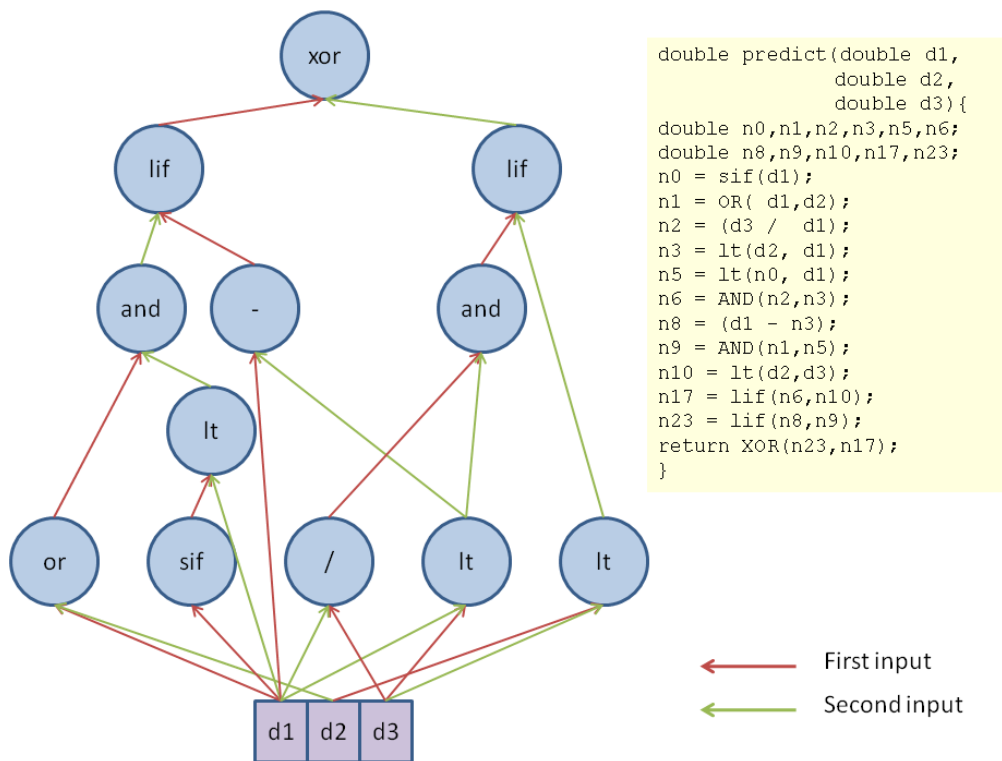 xor
lif
lif
and
-
and
lt
or
sif
/
lt
lt
d1
d2
d3
double predict(double d1,
double d2,
double d3){
double n0,n1,n2,n3,n5,n6;
double n8,n9,n10,n17,n23;
n0 = sif(d1);
n1 = OR( d1,d2);
n2 = (d3 /  d1);
n3 = lt(d2, d1);
n5 = lt(n0, d1);
n6 = AND(n2,n3);
n8 = (d1 - n3);
n9 = AND(n1,n5);
n10 = lt(d2,d3);
n17 = lif(n6,n10);
n23 = lif(n8,n9);
return XOR(n23,n17);
}
First input
Second input